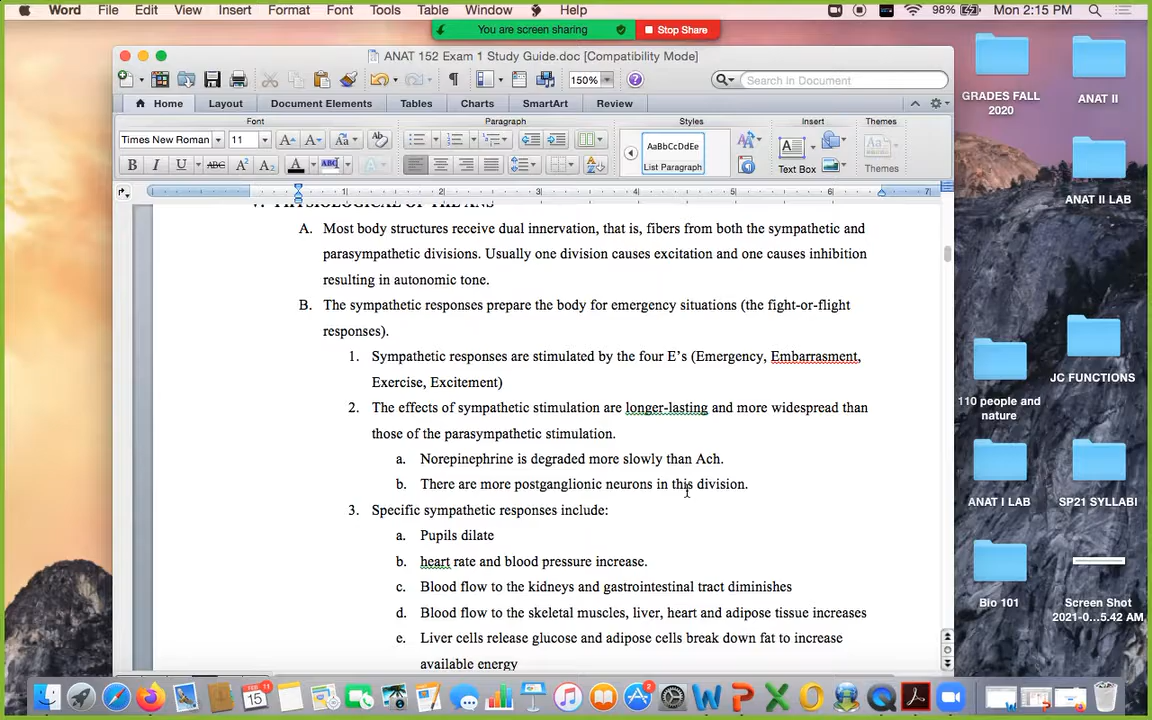 Word File Edit View Insert Format Font Tools Table Window Help 98% Mon 2:15 PM
You are screen sharing Stop Share
ANAT 152 Exam 1 Study Guide.doc [Compatibility Mode]
150% Search in Document
Home Layout Document Elements Tables Charts SmartArt Review
Font Paragraph Styles Insert Themes
Times New Roman 11 AaBbCcDdEe
List Paragraph Text Box Themes
V. PHYSIOLOGICAL OF THE ANS
A. Most body structures receive dual innervation, that is, fibers from both the sympathetic and
parasympathetic divisions. Usually one division causes excitation and one causes inhibition
resulting in autonomic tone.
B. The sympathetic responses prepare the body for emergency situations (the fight-or-flight
responses).
1. Sympathetic responses are stimulated by the four E's (Emergency, Embarrasment,
Exercise, Excitement)
2. The effects of sympathetic stimulation are longer-lasting and more widespread than
those of the parasympathetic stimulation.
a. Norepinephrine is degraded more slowly than Ach.
b. There are more postganglionic neurons in this division.
3. Specific sympathetic responses include:
a. Pupils dilate
b. heart rate and blood pressure increase.
c. Blood flow to the kidneys and gastrointestinal tract diminishes
d. Blood flow to the skeletal muscles, liver, heart and adipose tissue increases
e. Liver cells release glucose and adipose cells break down fat to increase
available energy
GRADES FALL
2020
ANAT II
ANAT II LAB
110 people and
nature
JC FUNCTIONS
ANAT I LAB
SP21 SYLLABI
Bio 101
Screen Shot
2021-0...5.42 AM
FEB
15